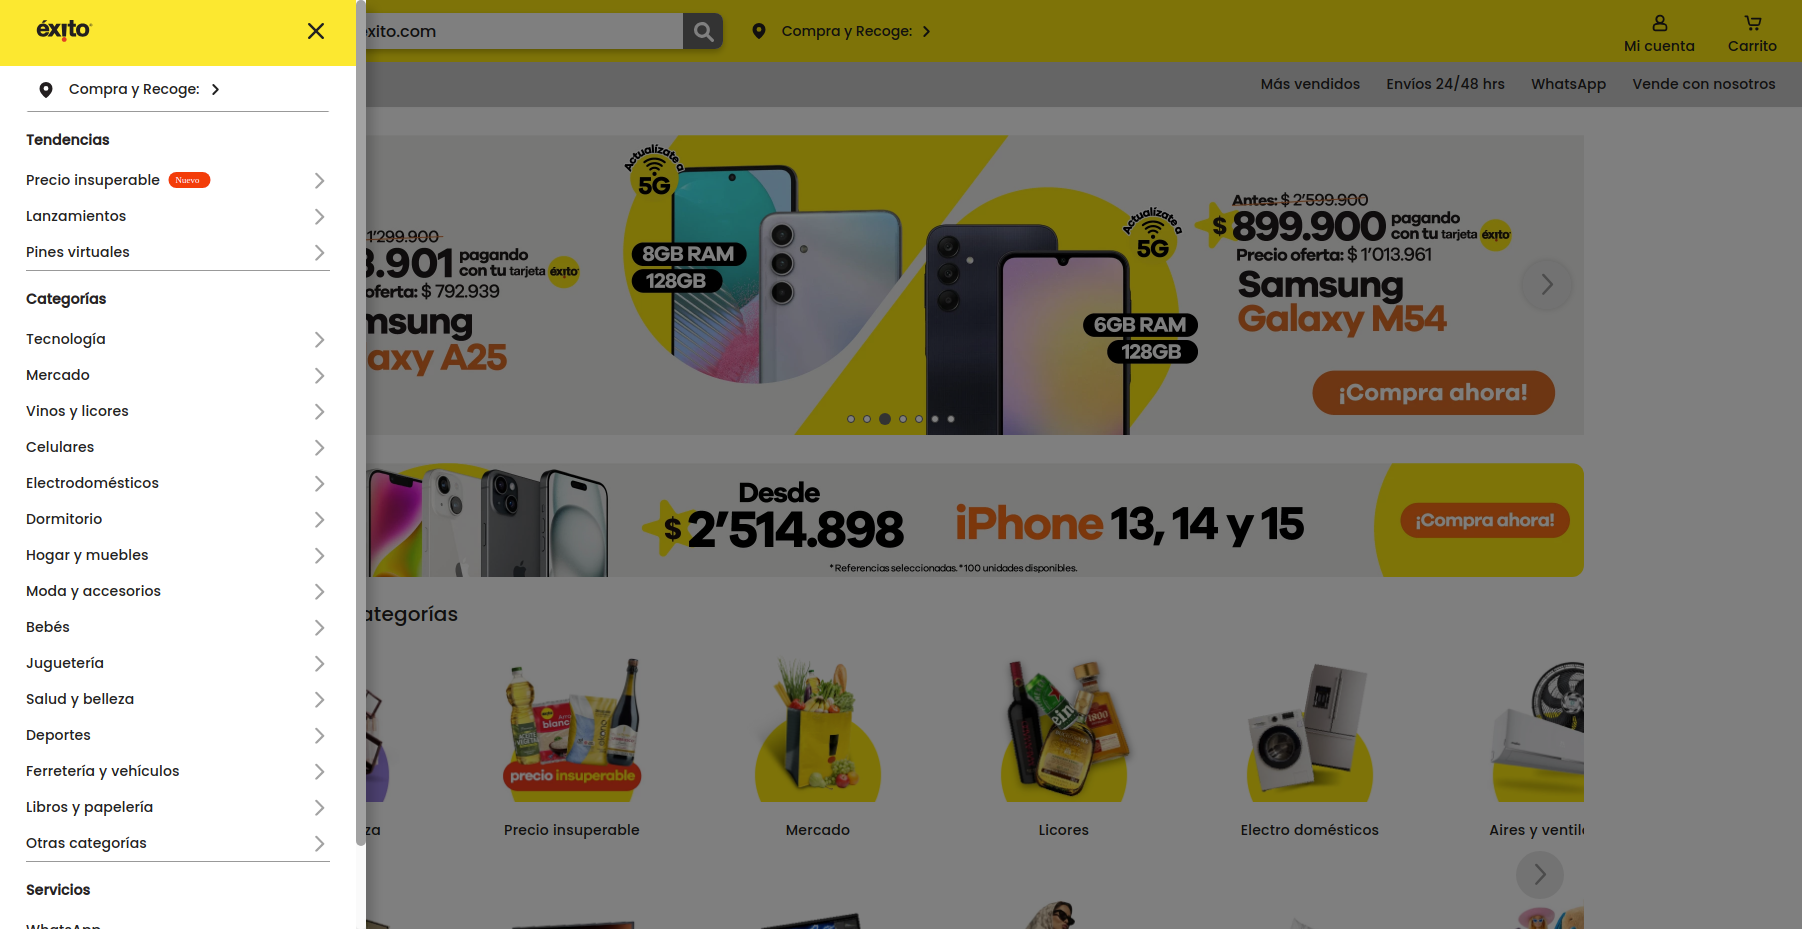 éxito
Compra y Recoge:
Tendencias
Precio insuperable Nuevo
Lanzamientos
Pines virtuales
Categorías
Tecnología
Mercado
Vinos y licores
Celulares
Electrodomésticos
Dormitorio
Hogar y muebles
Moda y accesorios
Bebés
Juguetería
Salud y belleza
Deportes
Ferretería y vehículos
Libros y papelería
Otras categorías
Servicios
WhatsApp
exito.com
Compra y Recoge:
Mi cuenta
Carrito
Más vendidos
Envíos 24/48 hrs
WhatsApp
Vende con nosotros
1'299.900
8.901 pagando
con tu tarjeta éxito
oferta: $ 792.939
msung
axy A25
Actualízate a
5G
8GB RAM
128GB
Actualízate a
5G
6GB RAM
128GB
Antes: $ 2'599.900
$ 899.900 pagando
con tu tarjeta éxito
Precio oferta: $ 1'013.961
Samsung
Galaxy M54
¡Compra ahora!
Desde
$ 2'514.898
iPhone 13, 14 y 15
*Referencias seleccionadas. *100 unidades disponibles.
¡Compra ahora!
ategorías
precio insuperable
za
Precio insuperable
Mercado
Licores
Electro domésticos
Aires y ventil